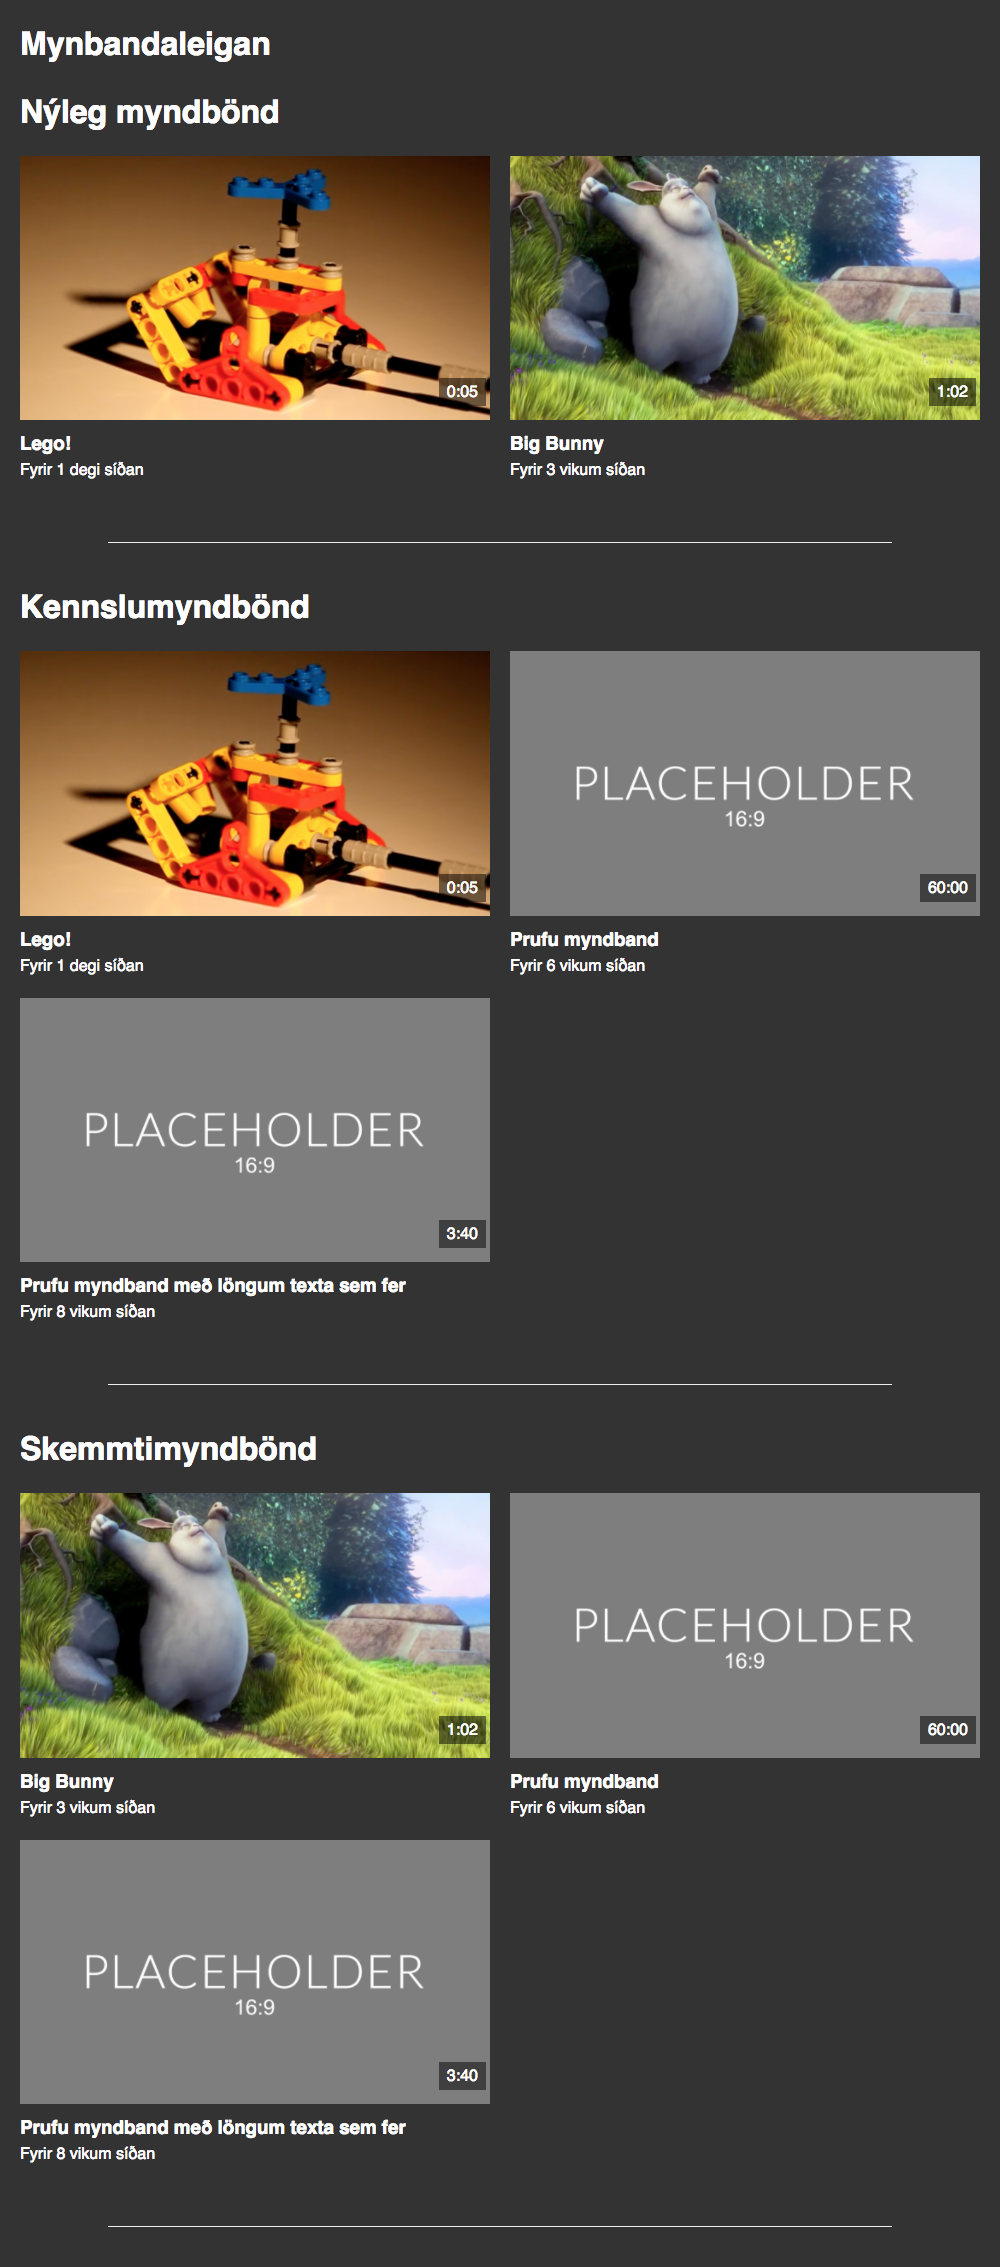 Mynbandaleigan
Nýleg myndbönd
0:05
Lego!
Fyrir 1 degi síðan
1:02
Big Bunny
Fyrir 3 vikum síðan
Kennslumyndbönd
0:05
Lego!
Fyrir 1 degi síðan
PLACEHOLDER
16:9
60:00
Prufu myndband
Fyrir 6 vikum síðan
PLACEHOLDER
16:9
3:40
Prufu myndband með löngum texta sem fer
Fyrir 8 vikum síðan
Skemmtimyndbönd
1:02
Big Bunny
Fyrir 3 vikum síðan
PLACEHOLDER
16:9
60:00
Prufu myndband
Fyrir 6 vikum síðan
PLACEHOLDER
16:9
3:40
Prufu myndband með löngum texta sem fer
Fyrir 8 vikum síðan